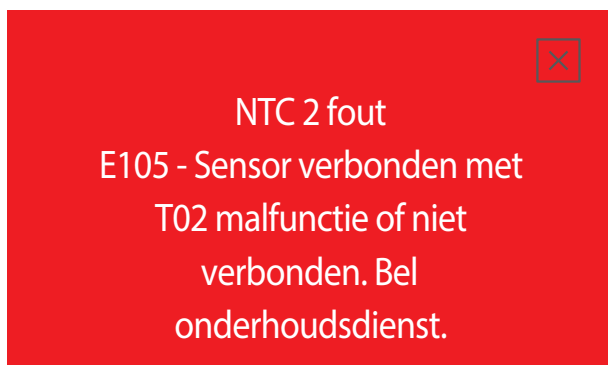 NTC 2 fout
E105 - Sensor verbonden met
T02 malfunctie of niet
verbonden. Bel
onderhoudsdienst.